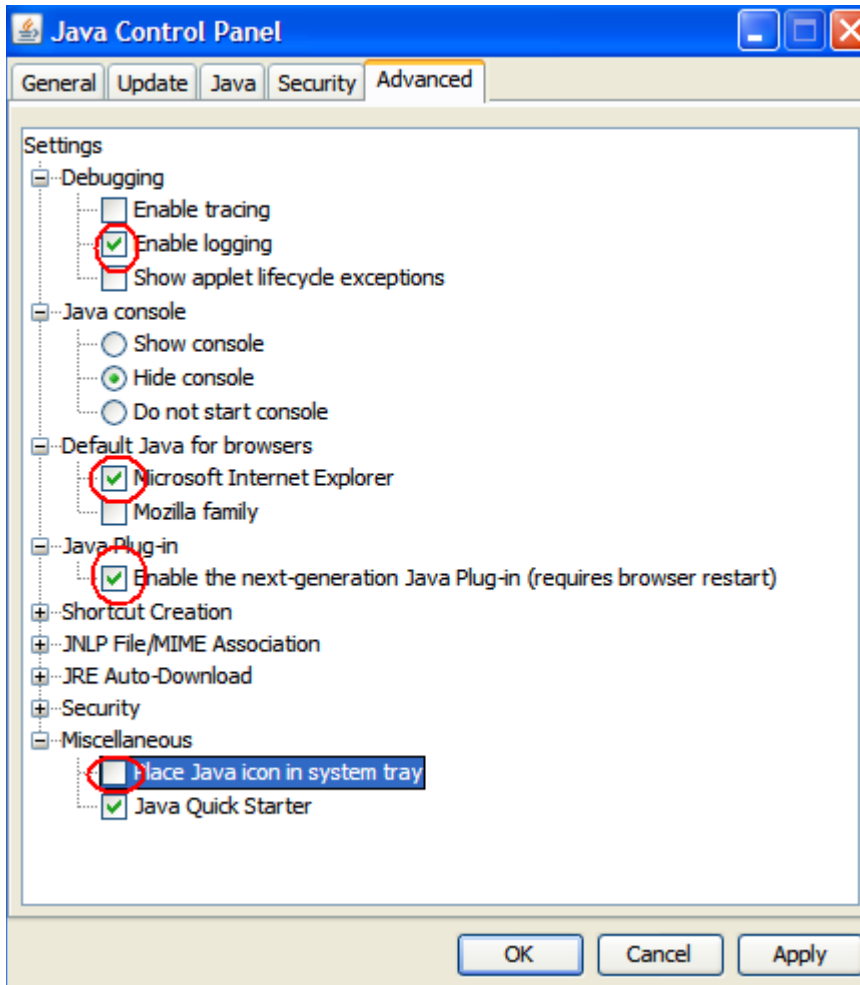 Java Control Panel
General Update Java Security Advanced
Settings
Debugging
Enable tracing
Enable logging
Show applet lifecycle exceptions
Java console
Show console
Hide console
Do not start console
Default Java for browsers
Microsoft Internet Explorer
Mozilla family
Java Plug-in
Enable the next-generation Java Plug-in (requires browser restart)
Shortcut Creation
JNLP File/MIME Association
JRE Auto-Download
Security
Miscellaneous
Place Java icon in system tray
Java Quick Starter
OK Cancel Apply